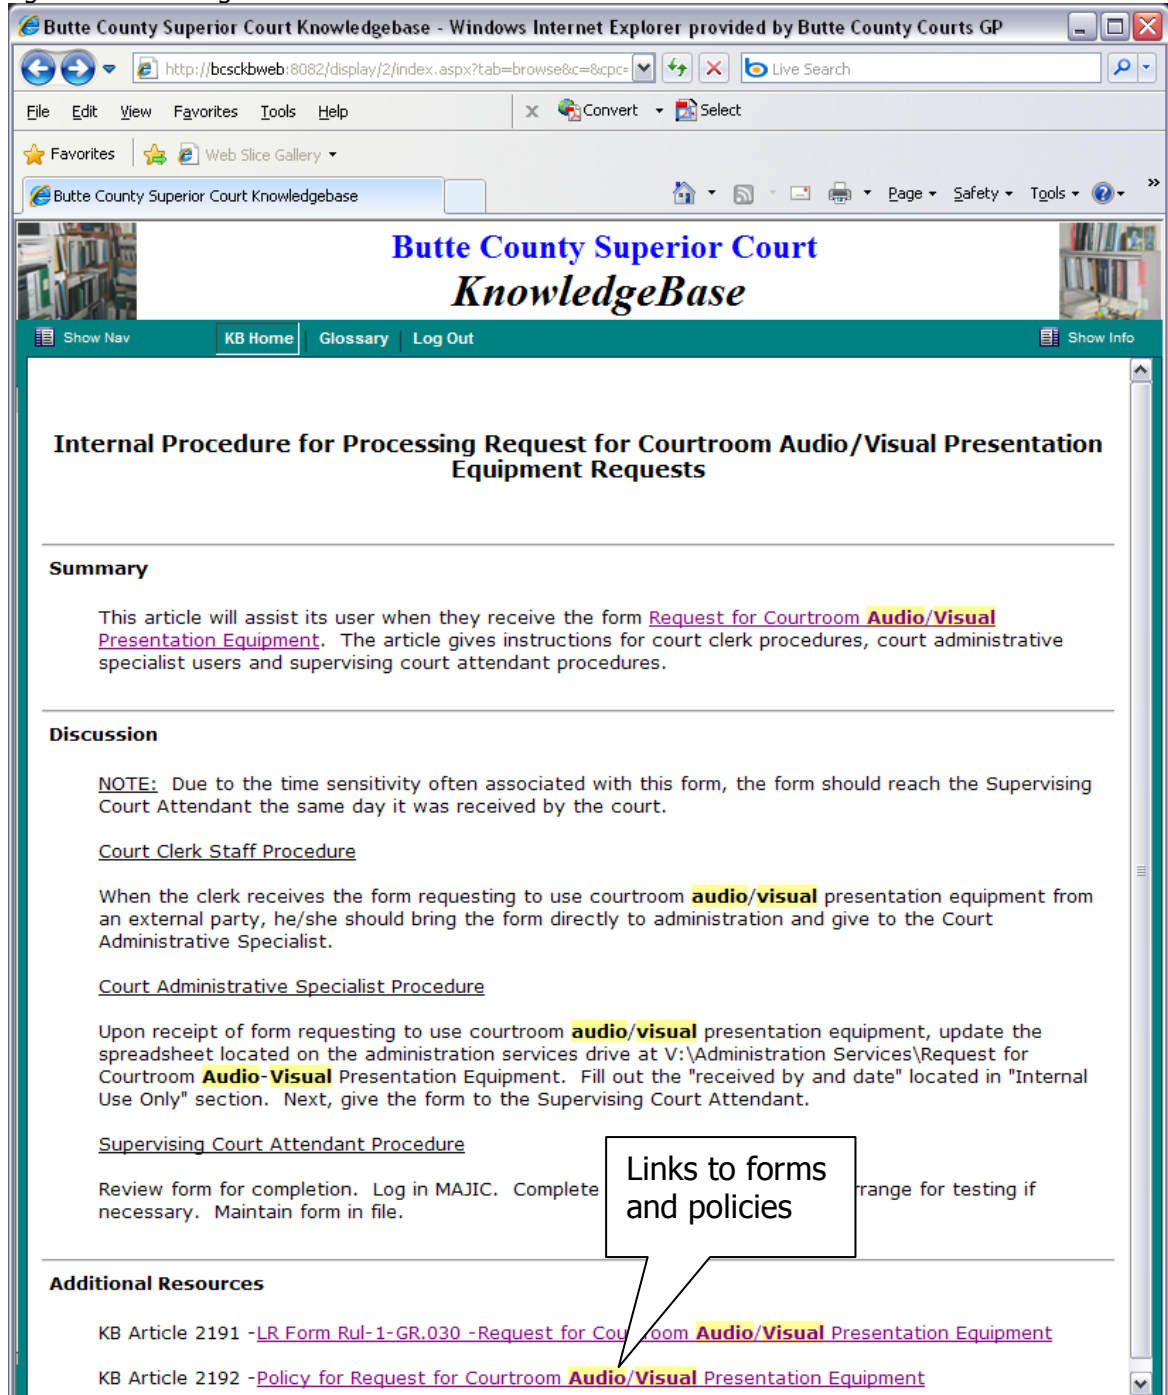 Butte County Superior Court Knowledgebase - Windows Internet Explorer provided by Butte County Courts GP
http://bcsckbweb:8082/display/2/index.aspx?tab=browse&c=&cpc=
Live Search
File Edit View Favorites Tools Help
x Convert Select
Favorites Web Slice Gallery
Butte County Superior Court Knowledgebase
Page Safety Tools »
Butte County Superior Court
KnowledgeBase
Show Nav KB Home Glossary Log Out Show Info
Internal Procedure for Processing Request for Courtroom Audio/Visual Presentation
Equipment Requests
Summary
This article will assist its user when they receive the form Request for Courtroom Audio/Visual
Presentation Equipment. The article gives instructions for court clerk procedures, court administrative
specialist users and supervising court attendant procedures.
Discussion
NOTE: Due to the time sensitivity often associated with this form, the form should reach the Supervising
Court Attendant the same day it was received by the court.
Court Clerk Staff Procedure
When the clerk receives the form requesting to use courtroom audio/visual presentation equipment from
an external party, he/she should bring the form directly to administration and give to the Court
Administrative Specialist.
Court Administrative Specialist Procedure
Upon receipt of form requesting to use courtroom audio/visual presentation equipment, update the
spreadsheet located on the administration services drive at V:\Administration Services\Request for
Courtroom Audio-Visual Presentation Equipment. Fill out the "received by and date" located in "Internal
Use Only" section. Next, give the form to the Supervising Court Attendant.
Supervising Court Attendant Procedure
Review form for completion. Log in MAJIC. Complete rrange for testing if
necessary. Maintain form in file.
Links to forms
and policies
Additional Resources
KB Article 2191 -LR Form Rul-1-GR.030 -Request for Cou room Audio/Visual Presentation Equipment
KB Article 2192 -Policy for Request for Courtroom Audio/Visual Presentation Equipment